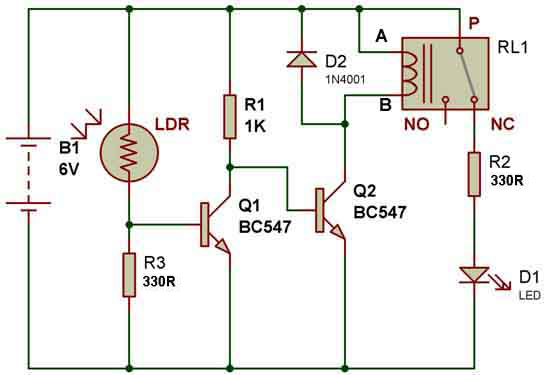 P
A
RL1
D2
1N4001
B
R1
1K
LDR
B1
6V
NO
NC
R2
330R
Q1
BC547
Q2
BC547
R3
330R
D1
LED